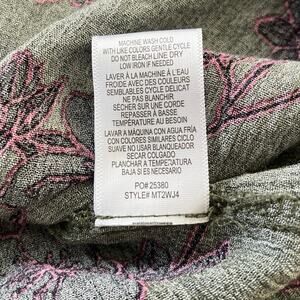 MACHINE WASH COLD
WITH LIKE COLORS GENTLE CYCLE
DO NOT BLEACH LINE DRY
LOW IRON IF NEEDED
LAVER À LA MACHINE À L'EAU
FROIDE AVEC DES COULEURS
SEMBLABLES CYCLE DELICAT
NE PAS BLANCHIR
SÉCHER SUR UNE CORDE
REPASSER À BASSE
TEMPÉRATURE AU BESOIN
LAVAR A MÁQUINA CON AGUA FRÍA
CON COLORES SIMILARES CICLO
SUAVE NO USAR BLANQUEADOR
SECAR COLGADO
PLANCHAR A TEMPERATURA
BAJA SI ES NECESARIO
PO# 25380
STYLE# MT2WJ4